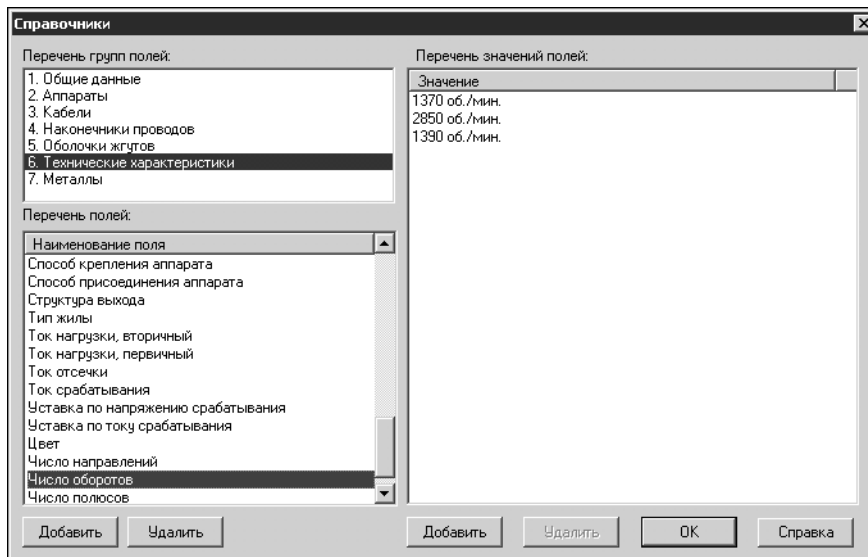 Справочники
Перечень групп полей:
1. Общие данные
2. Аппараты
3. Кабели
4. Наконечники проводов
5. Оболочки жгутов
6. Технические характеристики
7. Металлы
Перечень полей:
Наименование поля
Способ крепления аппарата
Способ присоединения аппарата
Структура выхода
Тип жилы
Ток нагрузки, вторичный
Ток нагрузки, первичный
Ток отсечки
Ток срабатывания
Уставка по напряжению срабатывания
Уставка по току срабатывания
Цвет
Число направлений
Число оборотов
Число полюсов
Добавить
Удалить
Перечень значений полей:
Значение
1370 об./мин.
2850 об./мин.
1390 об./мин.
Добавить
Удалить
OK
Справка